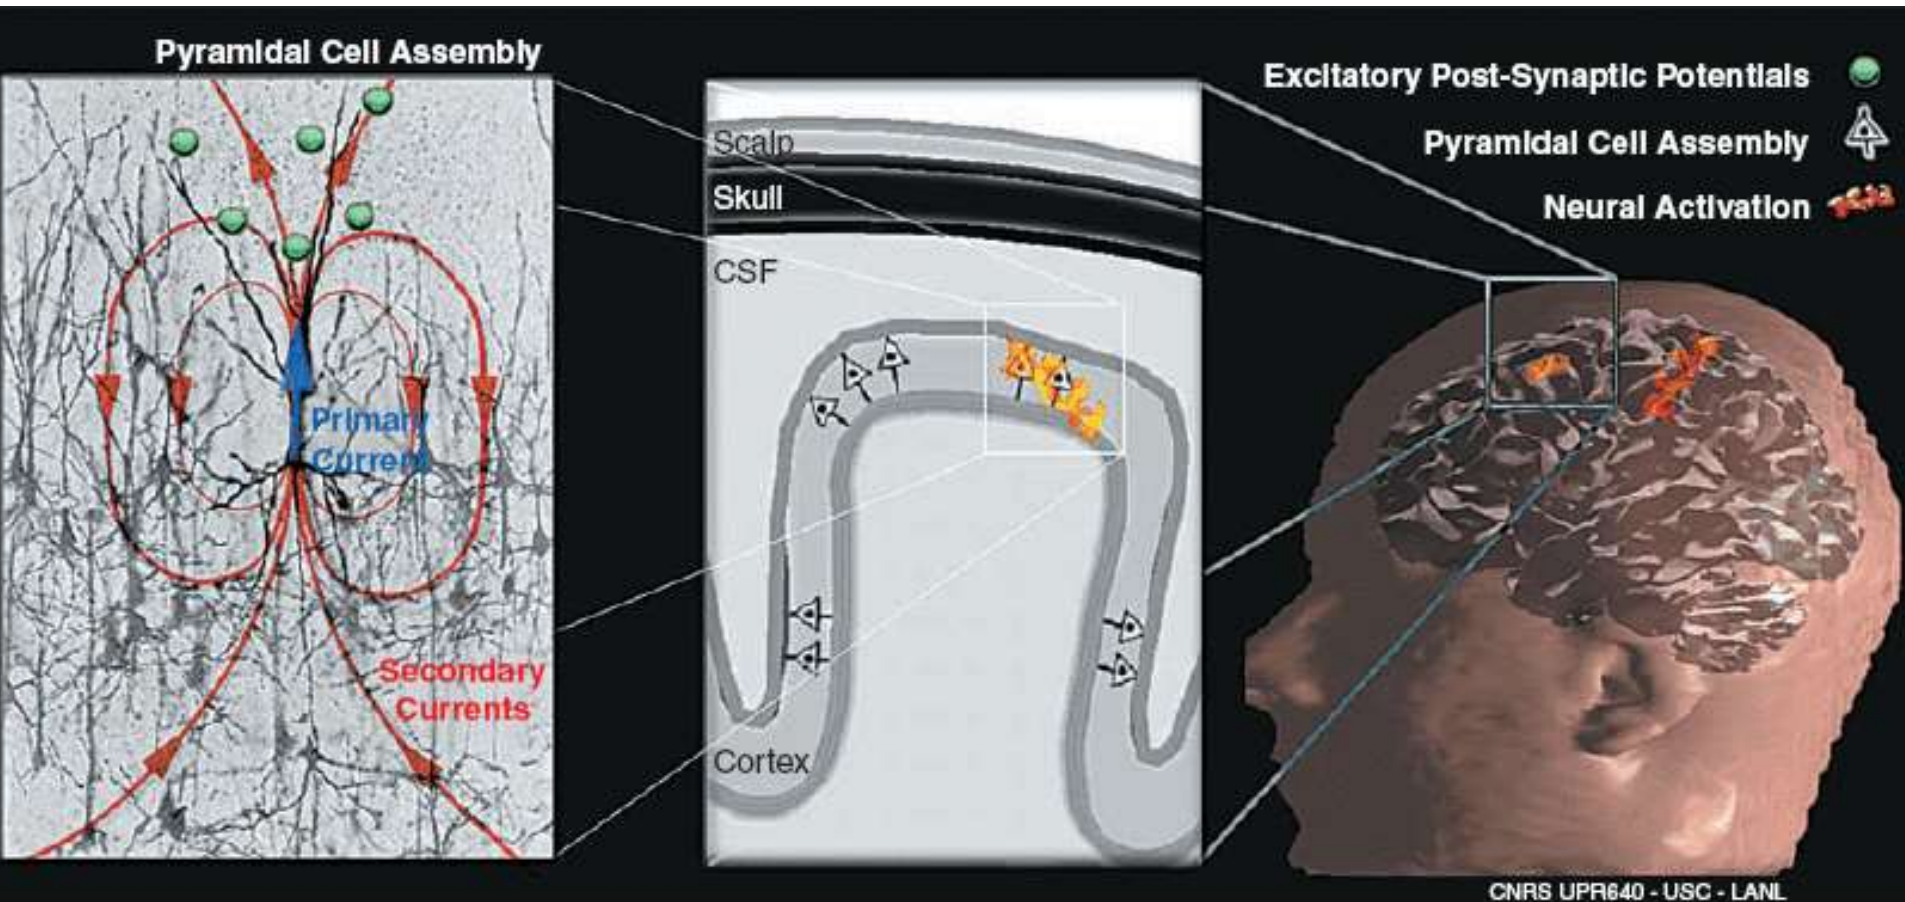 Pyramidal Cell Assembly
Primary
Current
Secondary
Currents
Scalp
Skull
CSF
Cortex
Excitatory Post-Synaptic Potentials
Pyramidal Cell Assembly
Neural Activation
CNRS UPR640 - USC - LANL